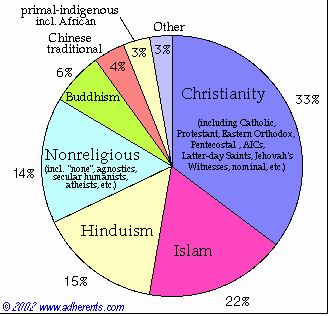 primal-indigenous
incl. African
Other
Chinese
traditional
3%
3%
4%
6%
Buddhism
Christianity
33%
(including Catholic,
Protestant, Eastern Orthodox,
Pentecostal , AICs,
Latter-day Saints, Jehovah's
Witnesses, nominal, etc.)
Nonreligious
(incl. "none", agnostics,
secular humanists,
atheists, etc.)
14%
Hinduism
Islam
15%
22%
© 2002 www.adherents.com